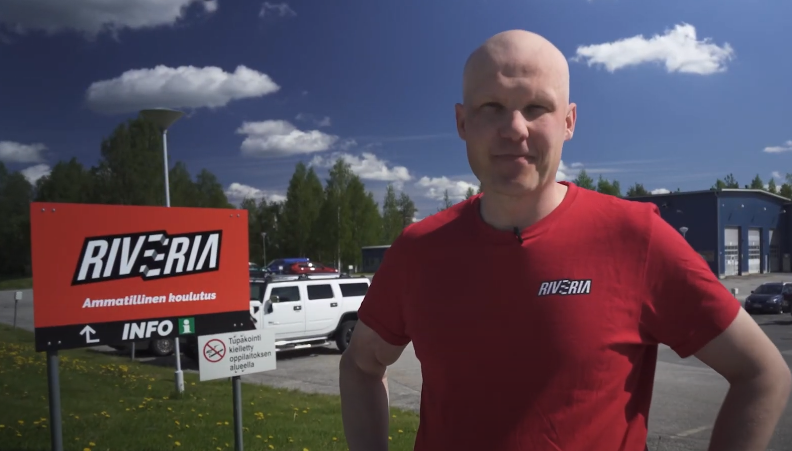 RIVERIA
Ammatillinen koulutus
INFO i
Tupakointi
kielletty
oppilaitoksen
alueella
RIVERIA